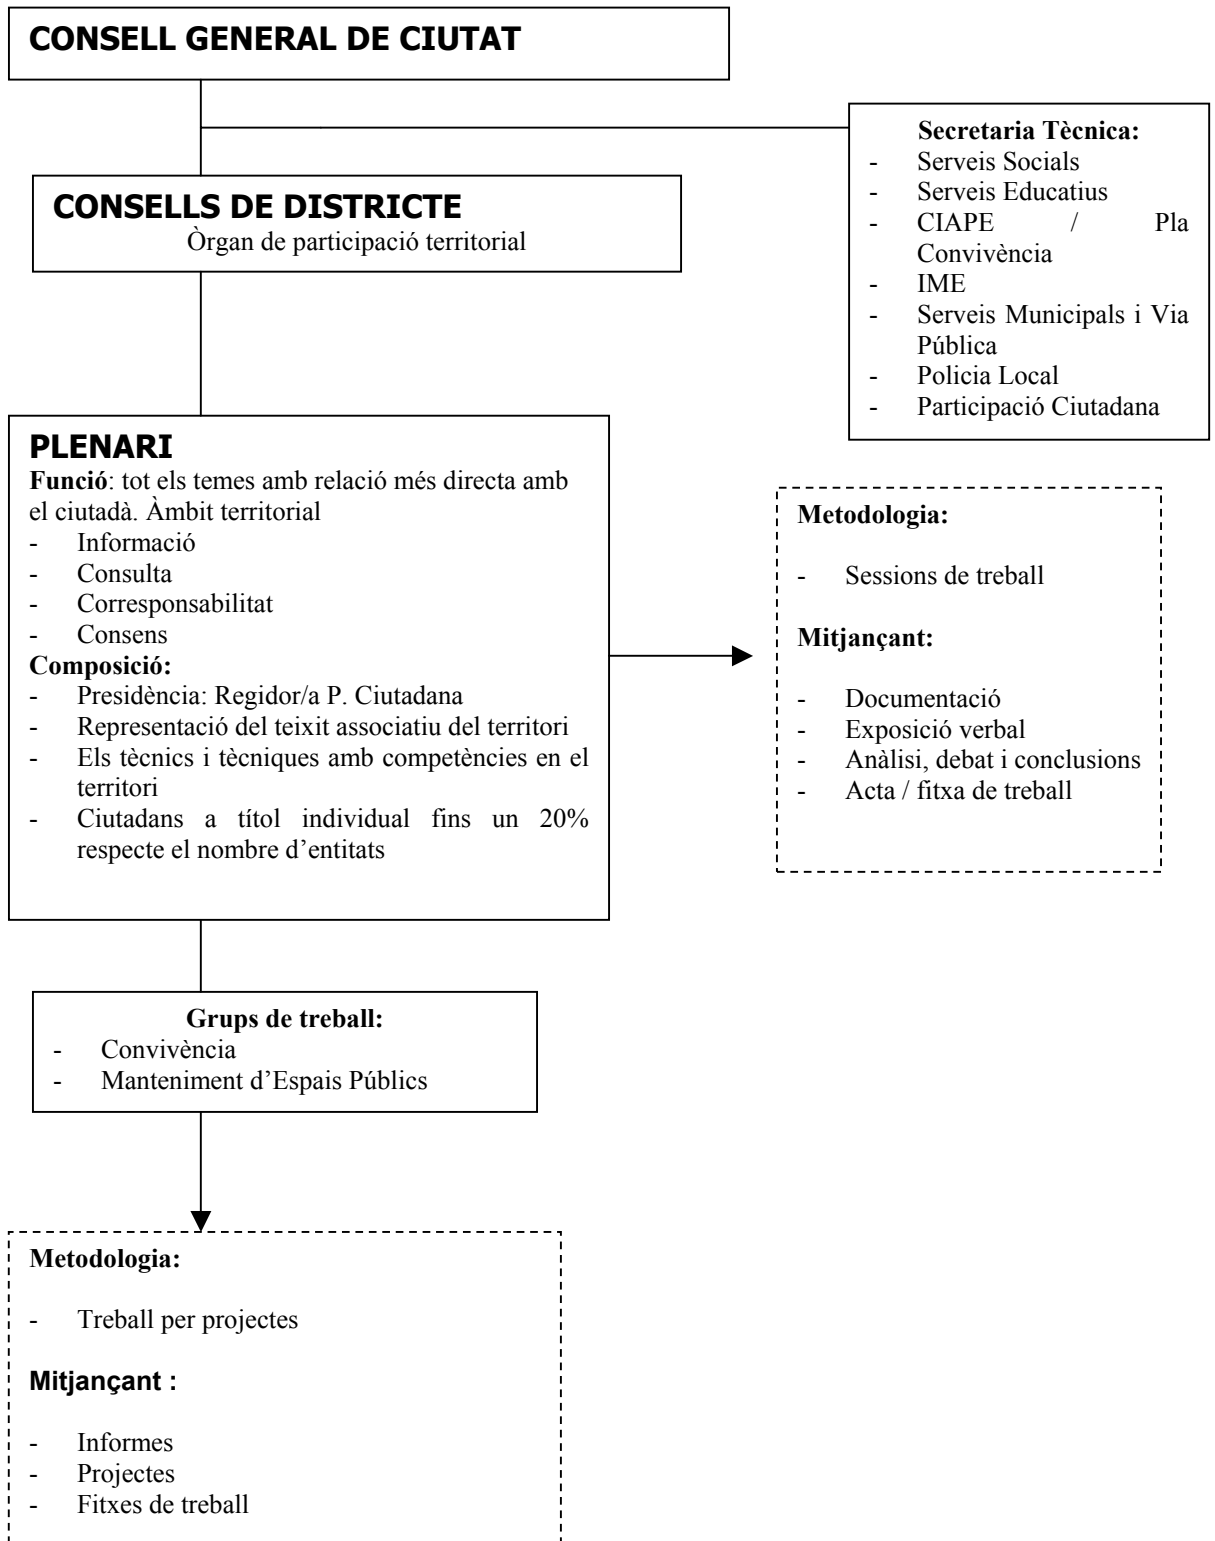 CONSELL GENERAL DE CIUTAT
Secretaria Tècnica:
- Serveis Socials
- Serveis Educatius
- CIAPE / Pla
Convivència
- IME
- Serveis Municipals i Via
Pública
- Policia Local
- Participació Ciutadana
CONSELLS DE DISTRICTE
Òrgan de participació territorial
PLENARI
Funció: tot els temes amb relació més directa amb
el ciutadà. Àmbit territorial
- Informació
- Consulta
- Corresponsabilitat
- Consens
Composició:
- Presidència: Regidor/a P. Ciutadana
- Representació del teixit associatiu del territori
- Els tècnics i tècniques amb competències en el
territori
- Ciutadans a títol individual fins un 20%
respecte el nombre d’entitats
Metodologia:
- Sessions de treball
Mitjançant:
- Documentació
- Exposició verbal
- Anàlisi, debat i conclusions
- Acta / fitxa de treball
Grups de treball:
- Convivència
- Manteniment d’Espais Públics
Metodologia:
- Treball per projectes
Mitjançant :
- Informes
- Projectes
- Fitxes de treball